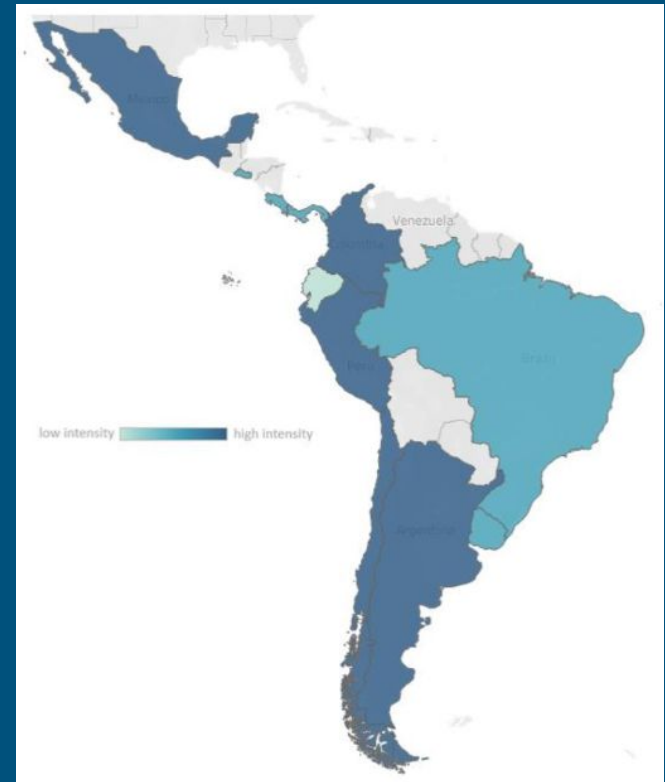 Mexico
Venezuela
Colombia
Peru
Brazil
low intensity high intensity
Argentina